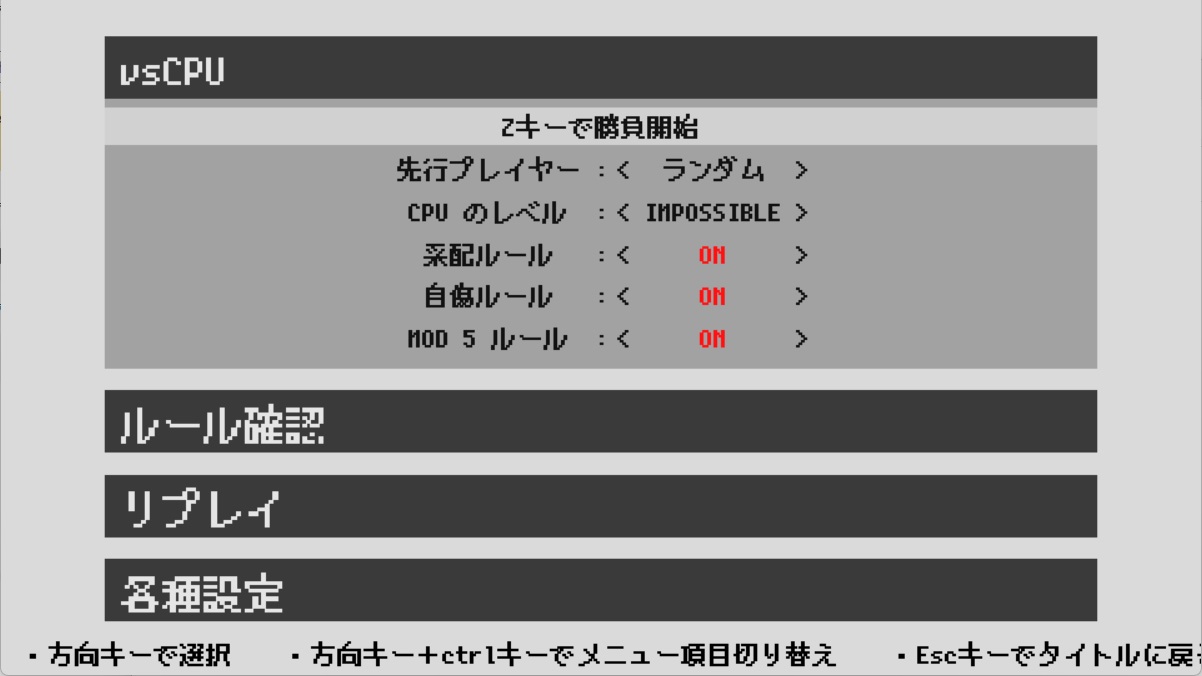 vsCPU
Zキーで勝負開始
先行プレイヤー :< ランダム >
CPU のレベル :< IMPOSSIBLE >
采配ルール :< ON >
自傷ルール :< ON >
MOD 5 ルール :< ON >
ルール確認
リプレイ
各種設定
・方向キーで選択 ・方向キー+ctrlキーでメニュー項目切り替え ・Escキーでタイトルに戻